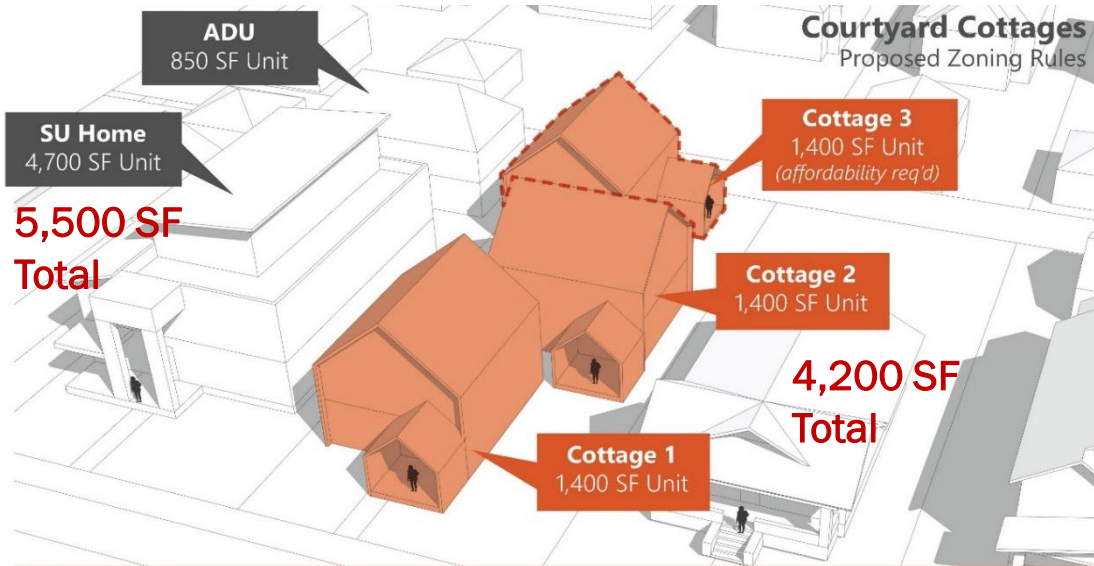 Courtyard Cottages
Proposed Zoning Rules
ADU
850 SF Unit
SU Home
4,700 SF Unit
5,500 SF
Total
Cottage 3
1,400 SF Unit
(affordability req'd)
Cottage 2
1,400 SF Unit
4,200 SF
Total
Cottage 1
1,400 SF Unit